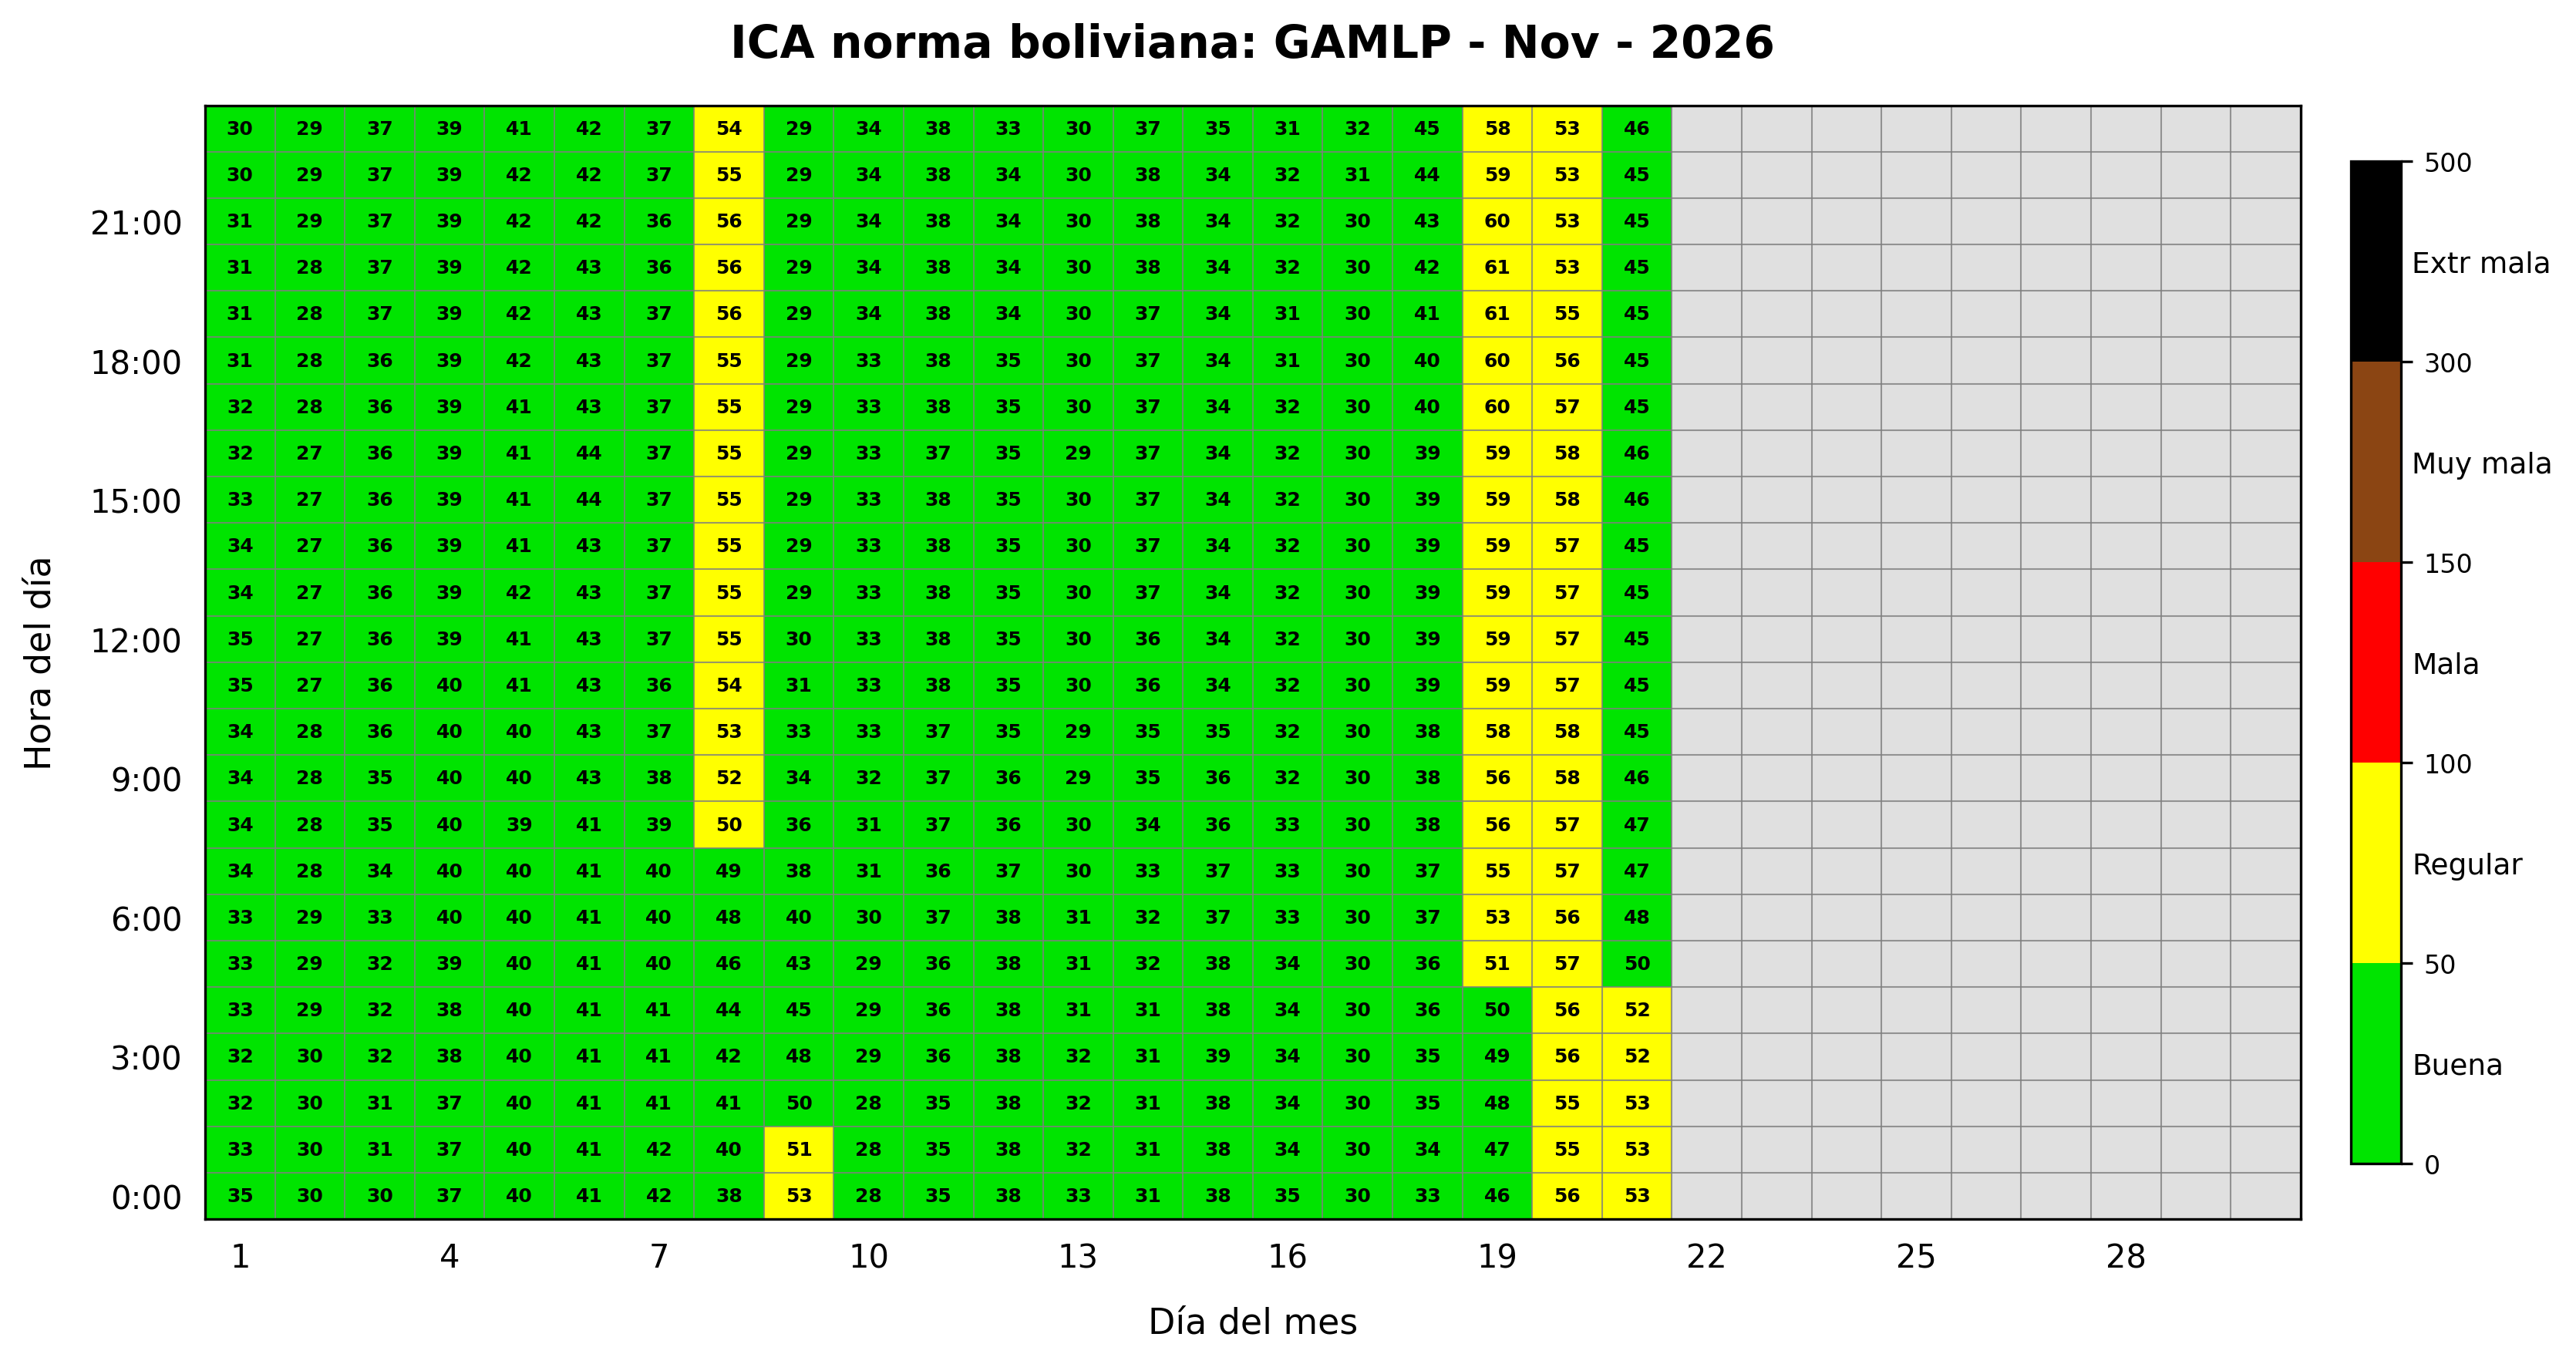 ICA norma boliviana: GAMLP - Nov - 2026
30 29 37 39 41 42 37 54 29 34 38 33 30 37 35 31 32 45 58 53 46
30 29 37 39 42 42 37 55 29 34 38 34 30 38 34 32 31 44 59 53 45
21:00 31 29 37 39 42 42 36 56 29 34 38 34 30 38 34 32 30 43 60 53 45
31 28 37 39 42 43 36 56 29 34 38 34 30 38 34 32 30 42 61 53 45
31 28 37 39 42 43 37 56 29 34 38 34 30 37 34 31 30 41 61 55 45
18:00 31 28 36 39 42 43 37 55 29 33 38 35 30 37 34 31 30 40 60 56 45
32 28 36 39 41 43 37 55 29 33 38 35 30 37 34 32 30 40 60 57 45
32 27 36 39 41 44 37 55 29 33 37 35 29 37 34 32 30 39 59 58 46
15:00 33 27 36 39 41 44 37 55 29 33 38 35 30 37 34 32 30 39 59 58 46
34 27 36 39 41 43 37 55 29 33 38 35 30 37 34 32 30 39 59 57 45
34 27 36 39 42 43 37 55 29 33 38 35 30 37 34 32 30 39 59 57 45
12:00 35 27 36 39 41 43 37 55 30 33 38 35 30 36 34 32 30 39 59 57 45
35 27 36 40 41 43 36 54 31 33 38 35 30 36 34 32 30 39 59 57 45
34 28 36 40 40 43 37 53 33 33 37 35 29 35 35 32 30 38 58 58 45
9:00 34 28 35 40 40 43 38 52 34 32 37 36 29 35 36 32 30 38 56 58 46
34 28 35 40 39 41 39 50 36 31 37 36 30 34 36 33 30 38 56 57 47
34 28 34 40 40 41 40 49 38 31 36 37 30 33 37 33 30 37 55 57 47
6:00 33 29 33 40 40 41 40 48 40 30 37 38 31 32 37 33 30 37 53 56 48
33 29 32 39 40 41 40 46 43 29 36 38 31 32 38 34 30 36 51 57 50
33 29 32 38 40 41 41 44 45 29 36 38 31 31 38 34 30 36 50 56 52
3:00 32 30 32 38 40 41 41 42 48 29 36 38 32 31 39 34 30 35 49 56 52
32 30 31 37 40 41 41 41 50 28 35 38 32 31 38 34 30 35 48 55 53
33 30 31 37 40 41 42 40 51 28 35 38 32 31 38 34 30 34 47 55 53
0:00 35 30 30 37 40 41 42 38 53 28 35 38 33 31 38 35 30 33 46 56 53
1 4 7 10 13 16 19 22 25 28
Día del mes
Hora del día
500
Extr mala
300
Muy mala
150
Mala
100
Regular
50
Buena
0